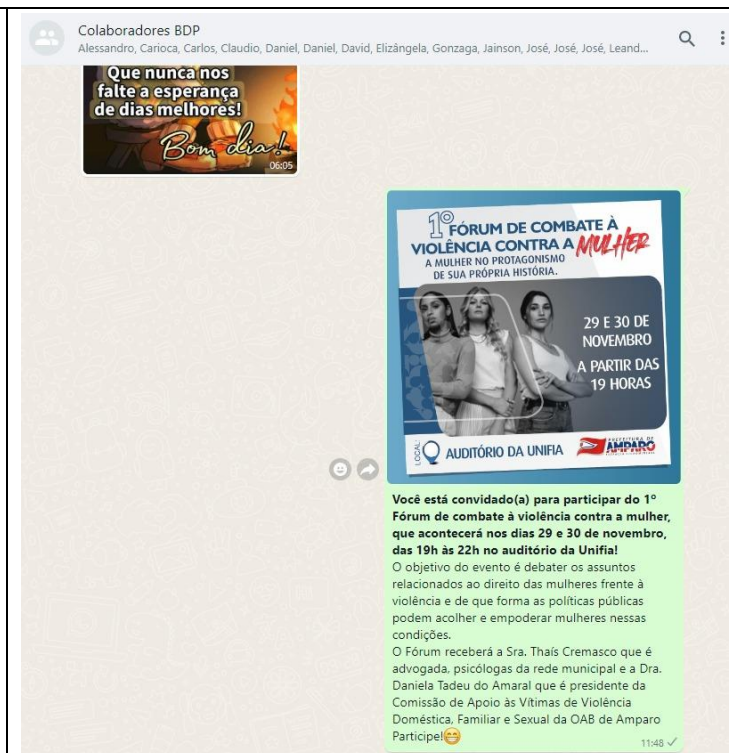 Colaboradores BDP
Alessandro, Carioca, Carlos, Claudio, Daniel, Daniel, David, Elizângela, Gonzaga, Jainson, José, José, José, Leand...
Que nunca nos
falte a esperança
de dias melhores!
Bom dia!
06:05
1º FÓRUM DE COMBATE À
VIOLÊNCIA CONTRA A MULHER
A MULHER NO PROTAGONISMO
DE SUA PRÓPRIA HISTÓRIA.
29 E 30 DE
NOVEMBRO
A PARTIR DAS
19 HORAS
LOCAL:
AUDITÓRIO DA UNIFIA
PREFEITURA DE
AMPARO
Você está convidado(a) para participar do 1º
Fórum de combate à violência contra a mulher,
que acontecerá nos dias 29 e 30 de novembro,
das 19h às 22h no auditório da Unifia!
O objetivo do evento é debater os assuntos
relacionados ao direito das mulheres frente à
violência e de que forma as políticas públicas
podem acolher e empoderar mulheres nessas
condições.
O Fórum receberá a Sra. Thaís Cremasco que é
advogada, psicólogas da rede municipal e a Dra.
Daniela Tadeu do Amaral que é presidente da
Comissão de Apoio às Vítimas de Violência
Doméstica, Familiar e Sexual da OAB de Amparo
Participe!😁
11:48